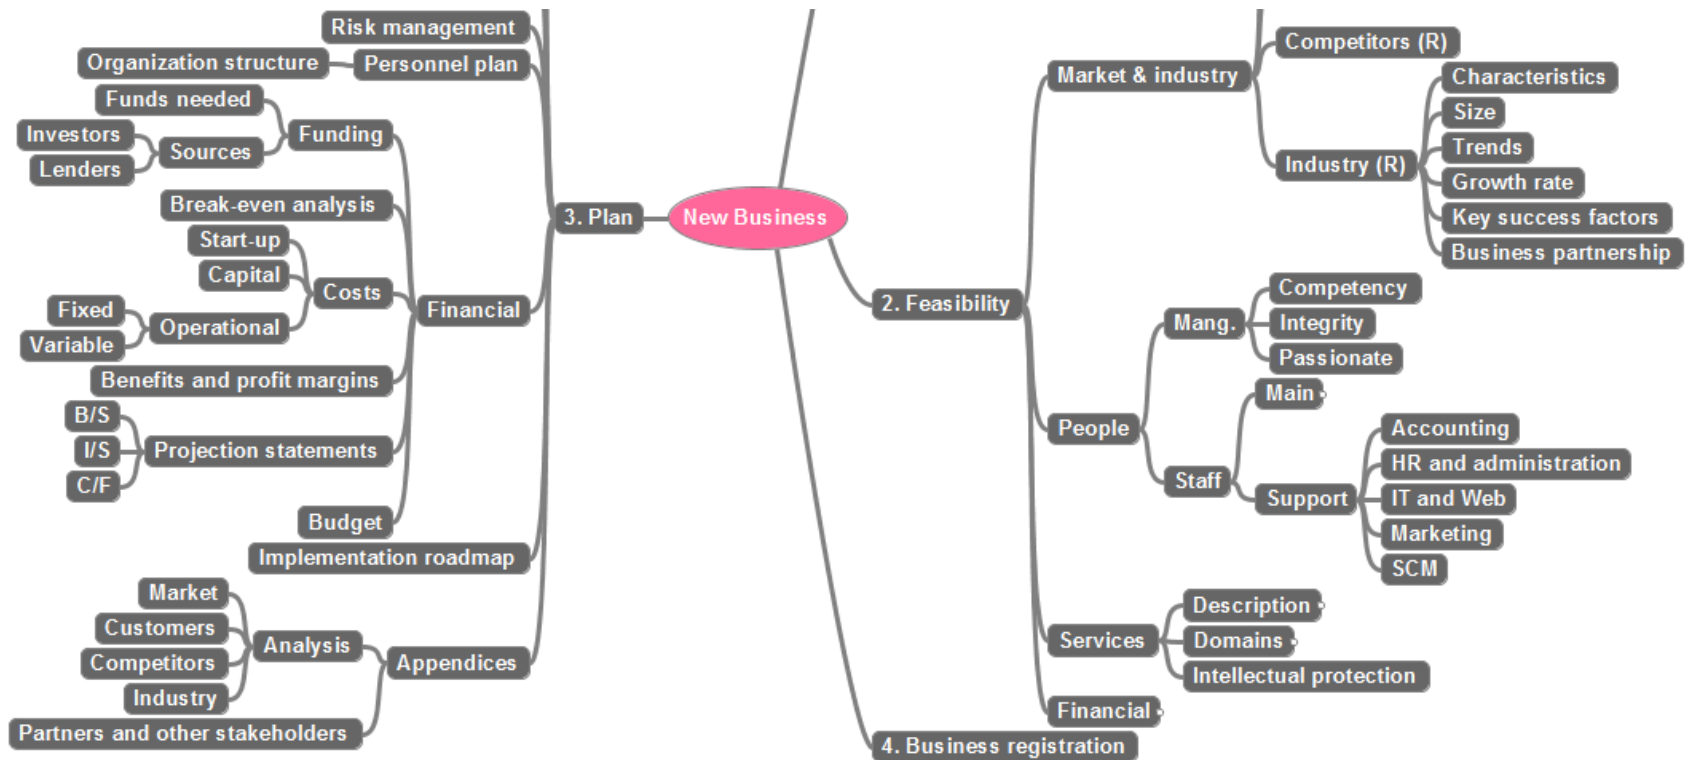 New Business
3. Plan
Risk management
Personnel plan
Organization structure
Financial
Funding
Funds needed
Sources
Investors
Lenders
Break-even analysis
Costs
Start-up
Capital
Operational
Fixed
Variable
Benefits and profit margins
Projection statements
B/S
I/S
C/F
Budget
Implementation roadmap
Appendices
Analysis
Market
Customers
Competitors
Industry
Partners and other stakeholders
2. Feasibility
Market & industry
Competitors (R)
Industry (R)
Characteristics
Size
Trends
Growth rate
Key success factors
Business partnership
People
Mang.
Competency
Integrity
Passionate
Staff
Main
Support
Accounting
HR and administration
IT and Web
Marketing
SCM
Services
Description
Domains
Intellectual protection
Financial
4. Business registration